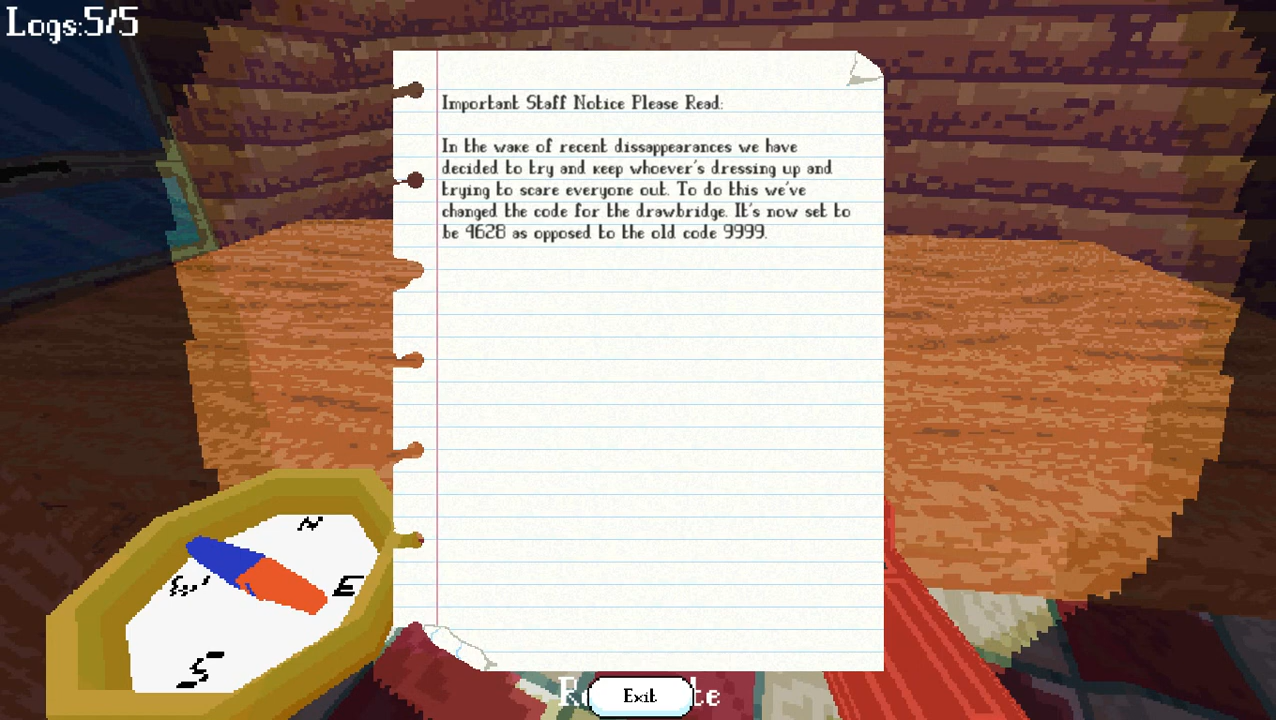 Logs:5/5
Important Staff Notice Please Read:
In the wake of recent dissappearances we have
decided to try and keep whoever's dressing up and
trying to scare everyone out. To do this we've
changed the code for the drawbridge. It's now set to
be 4628 as opposed to the old code 9999.
N
W
E
S
Exit